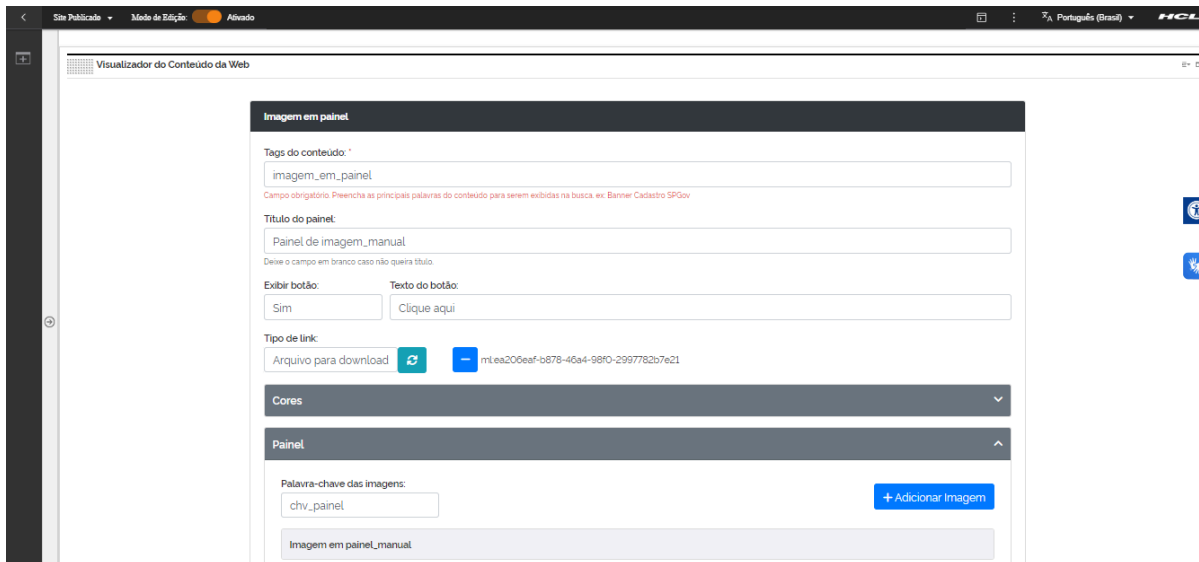 Site Publicado Modo de Edição: Ativado Português (Brasil) HCL
Visualizador do Conteúdo da Web
Imagem em painel
Tags do conteúdo: *
imagem_em_painel
Campo obrigatório. Preencha as principais palavras do conteúdo para serem exibidas na busca. ex: Banner Cadastro SPGov
Título do painel:
Painel de imagem_manual
Deixe o campo em branco caso não queira título.
Exibir botão: Texto do botão:
Sim Clique aqui
Tipo de link:
Arquivo para download ml:ea206eaf-b878-46a4-98f0-2997782b7e21
Cores
Painel
Palavra-chave das imagens:
chv_painel + Adicionar Imagem
Imagem em painel_manual